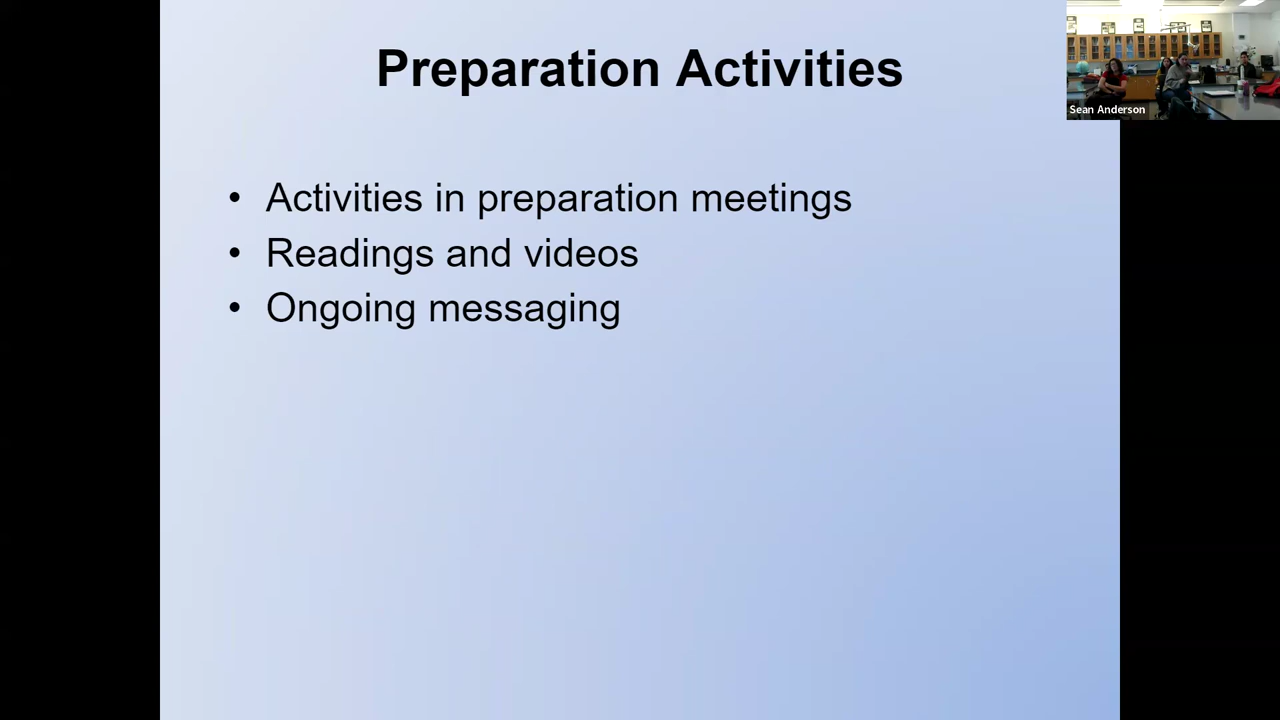 Preparation Activities
Sean Anderson
• Activities in preparation meetings
• Readings and videos
• Ongoing messaging